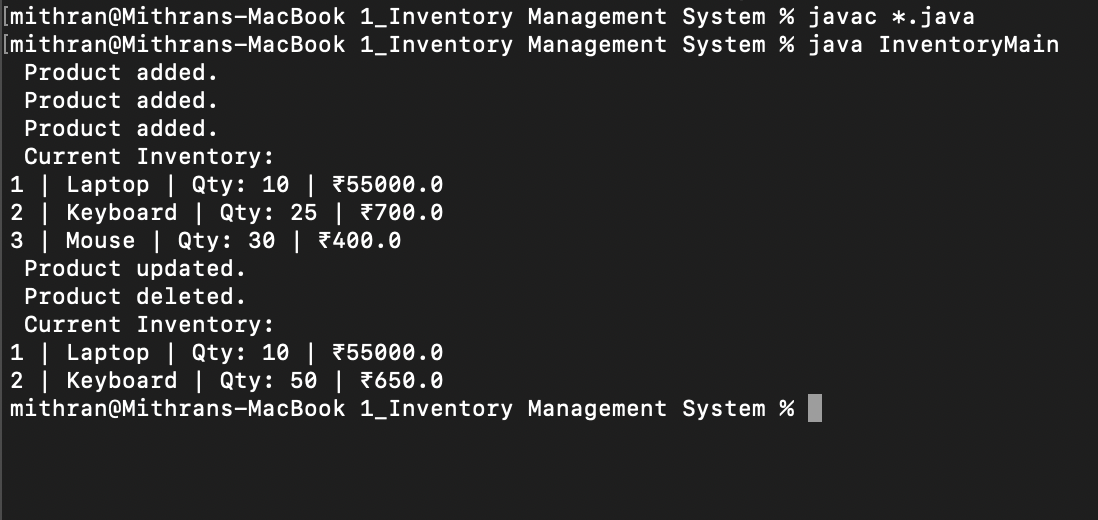 [mithran@Mithrans-MacBook 1_Inventory Management System % javac *.java
[mithran@Mithrans-MacBook 1_Inventory Management System % java InventoryMain
Product added.
Product added.
Product added.
Current Inventory:
1 | Laptop | Qty: 10 | ₹55000.0
2 | Keyboard | Qty: 25 | ₹700.0
3 | Mouse | Qty: 30 | ₹400.0
Product updated.
Product deleted.
Current Inventory:
1 | Laptop | Qty: 10 | ₹55000.0
2 | Keyboard | Qty: 50 | ₹650.0
mithran@Mithrans-MacBook 1_Inventory Management System %